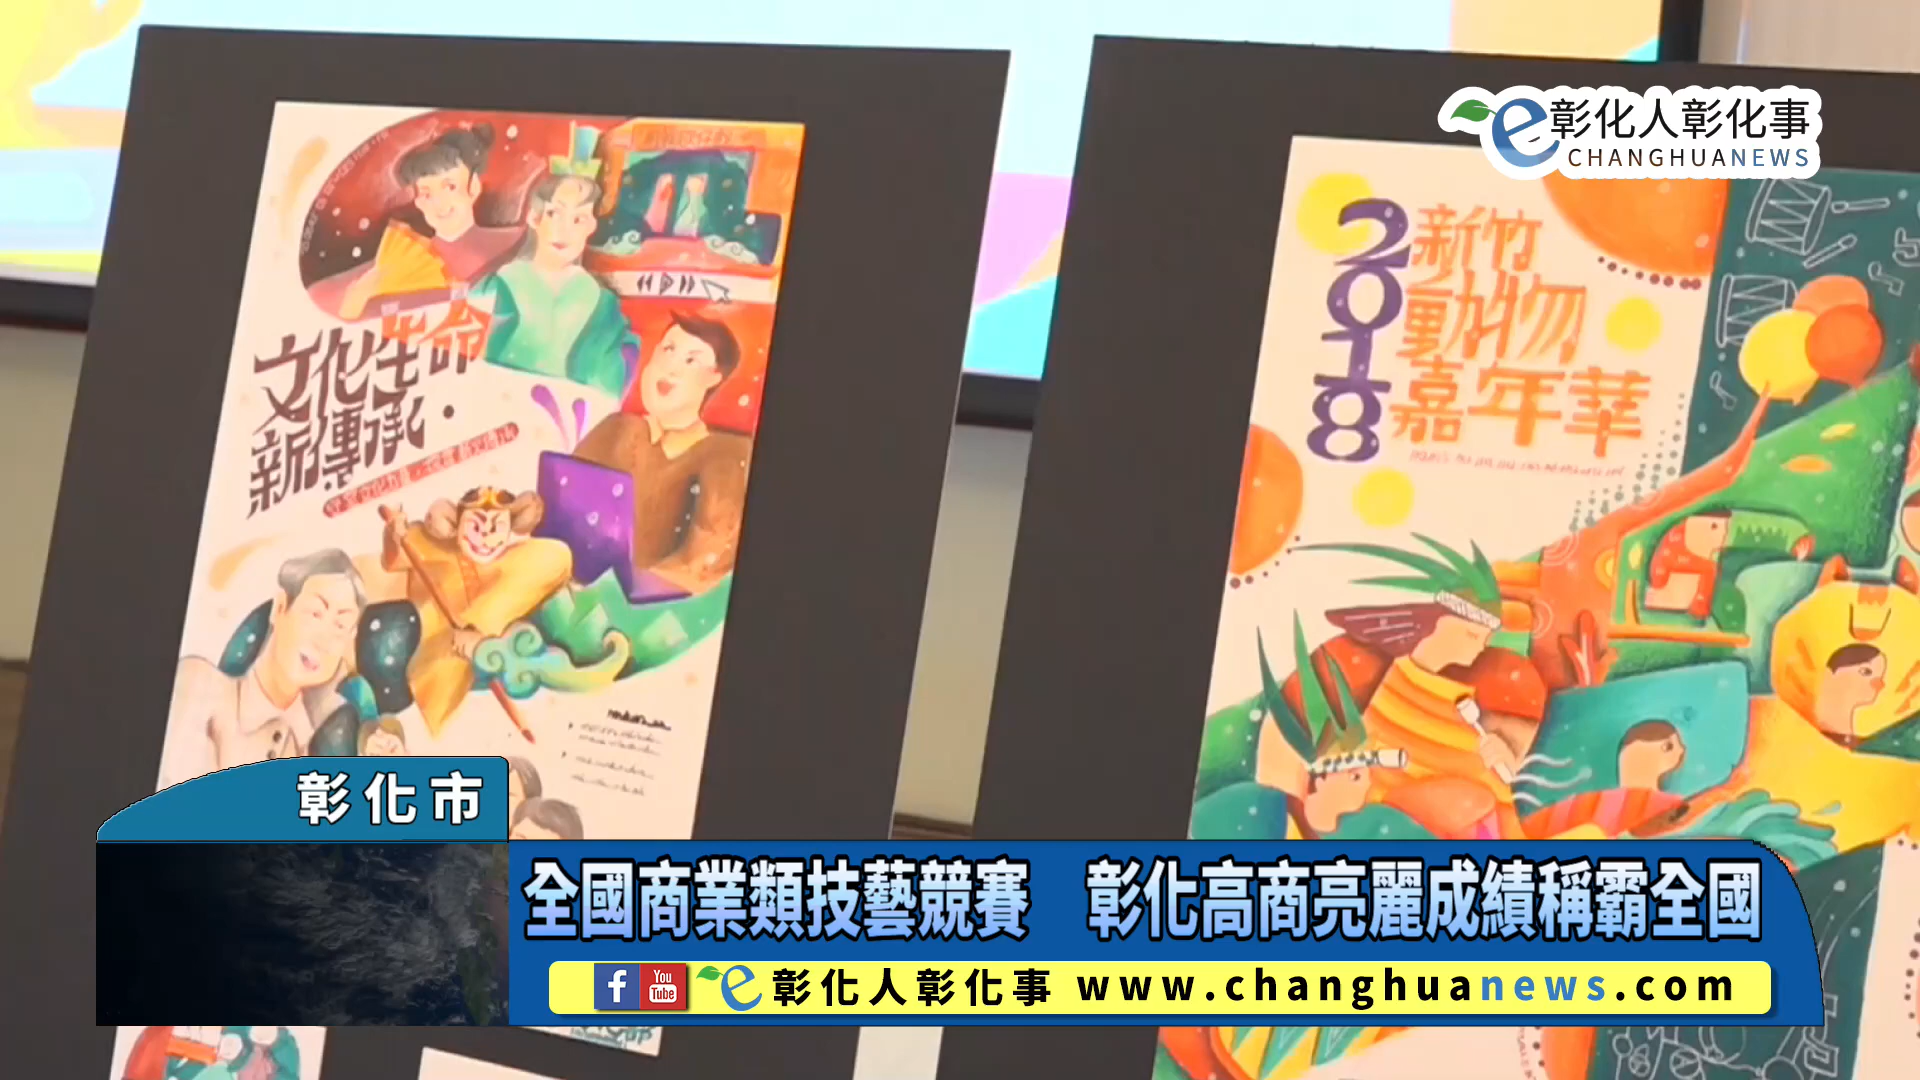 彰化人彰化事
CHANGHUANEWS
文化生命
新傳承・
2018
新竹
動物
嘉年華
彰化市
全國商業類技藝競賽 彰化高商亮麗成績稱霸全國
f You Tube e 彰化人彰化事 www.changhuanews.com